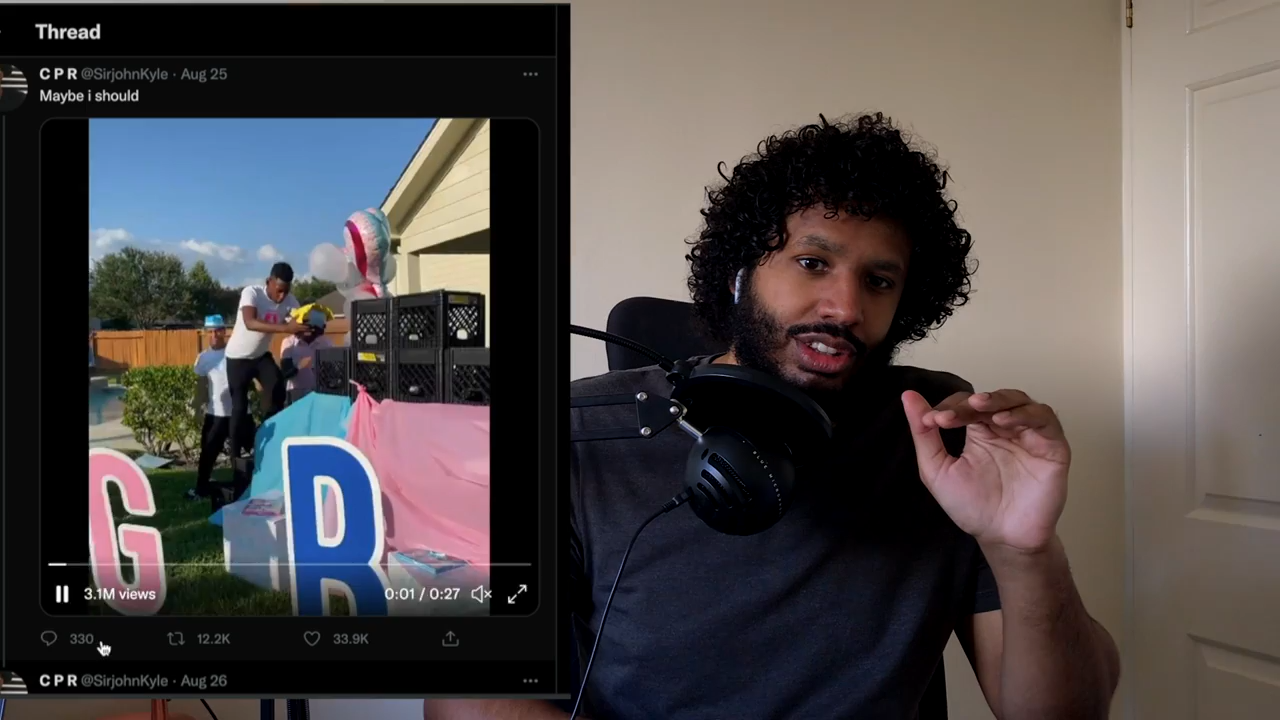 Thread
C P R @SirjohnKyle · Aug 25
Maybe i should
G B
3.1M views 0:01 / 0:27
330 12.2K 33.9K
C P R @SirjohnKyle · Aug 26